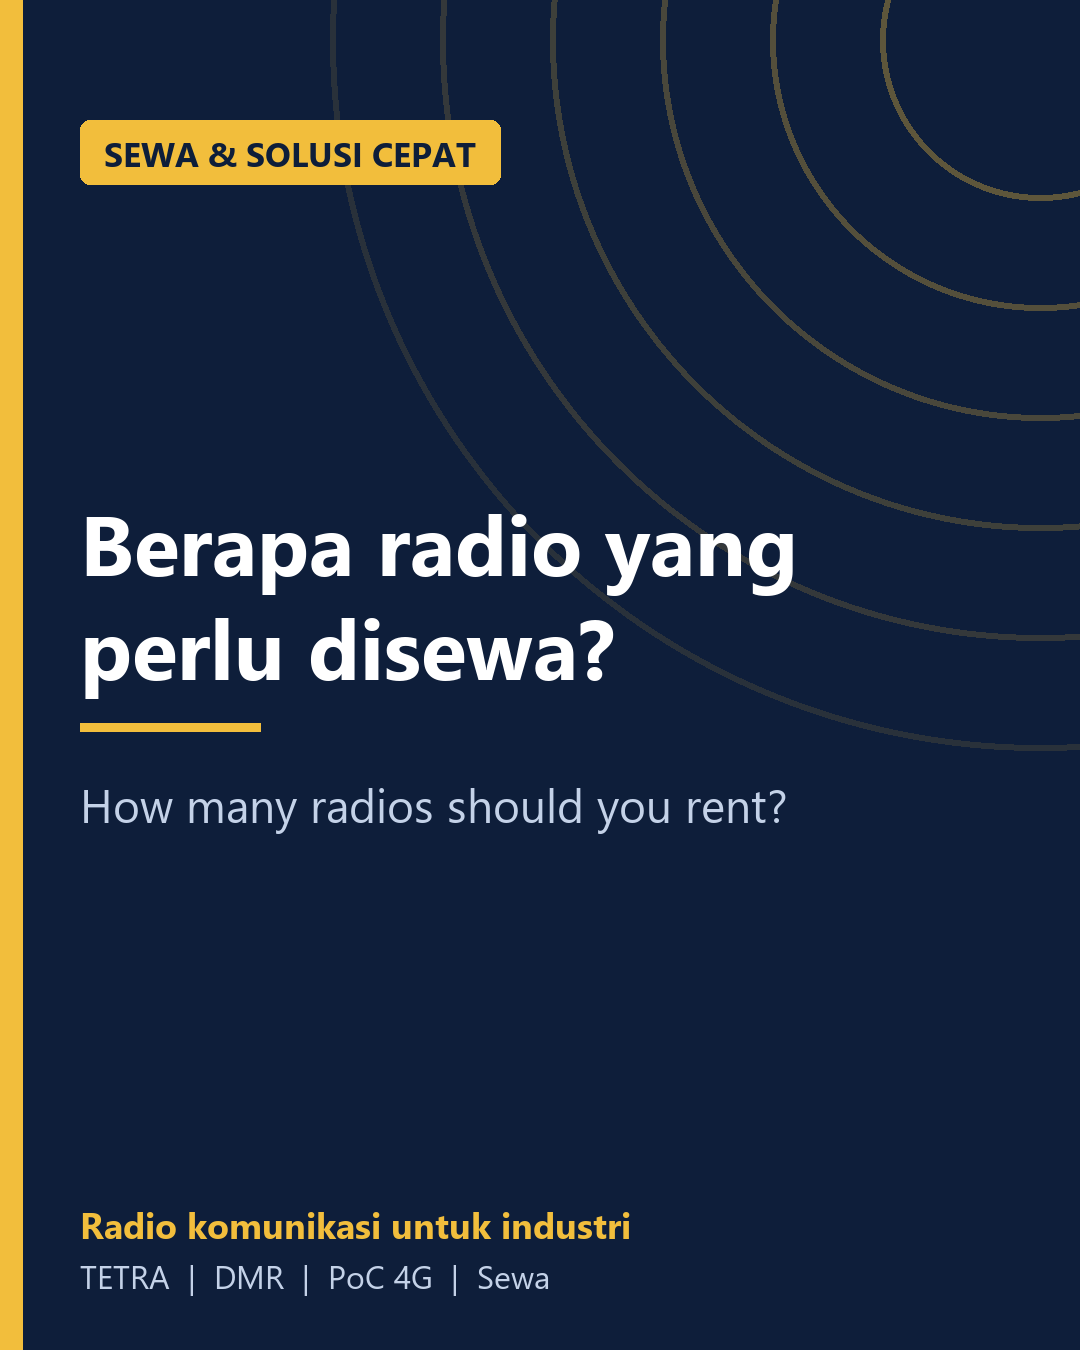 SEWA & SOLUSI CEPAT
Berapa radio yang
perlu disewa?
How many radios should you rent?
Radio komunikasi untuk industri
TETRA | DMR | PoC 4G | Sewa